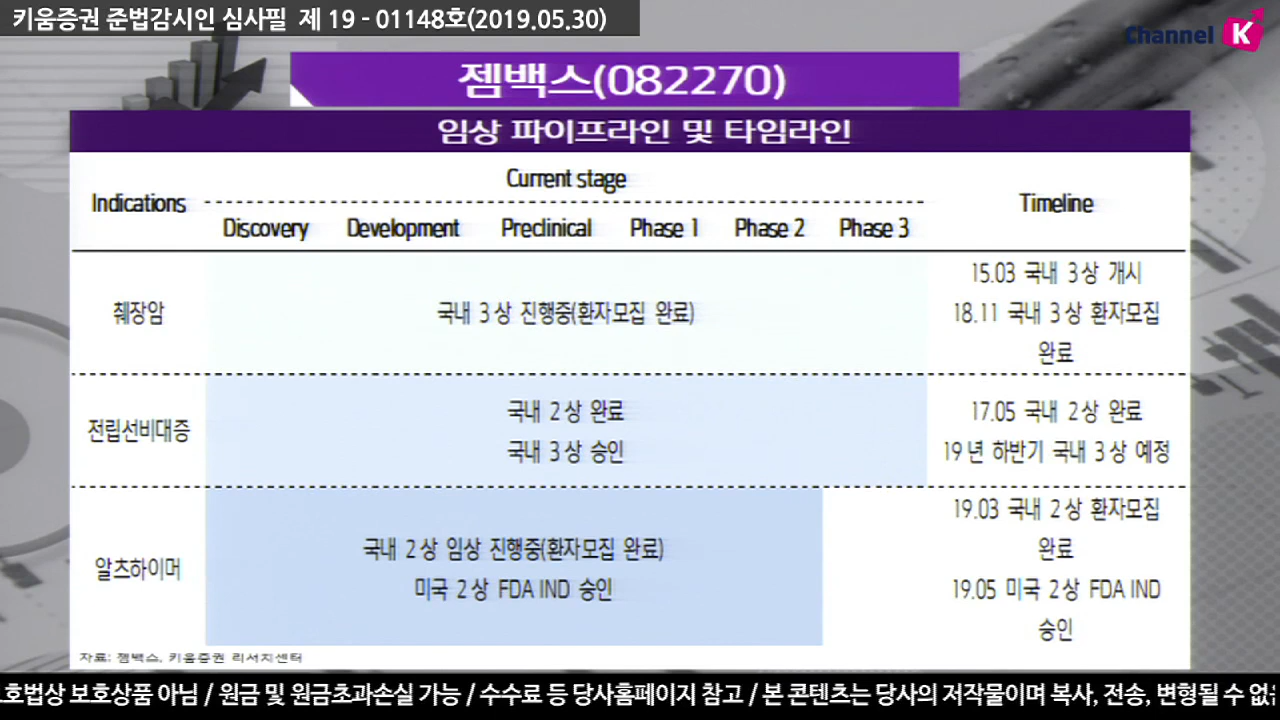 키움증권 준법감시인 심사필 제 19 - 01148호(2019.05.30)
Channel K
젬백스(082270)
임상 파이프라인 및 타임라인
Current stage
Indications
Timeline
Discovery Development Preclinical Phase 1 Phase 2 Phase 3
췌장암
국내 3상 진행중(환자모집 완료)
15.03 국내 3상 개시
18.11 국내 3상 환자모집
완료
전립선비대증
국내 2상 완료
국내 3상 승인
17.05 국내 2상 완료
19년 하반기 국내 3상 예정
알츠하이머
국내 2상 임상 진행중(환자모집 완료)
미국 2상 FDA IND 승인
19.03 국내 2상 환자모집
완료
19.05 미국 2상 FDA IND
승인
자료: 젬백스, 키움증권 리서치센터
호법상 보호상품 아님 / 원금 및 원금초과손실 가능 / 수수료 등 당사홈페이지 참고 / 본 콘텐츠는 당사의 저작물이며 복사, 전송, 변형될 수 없